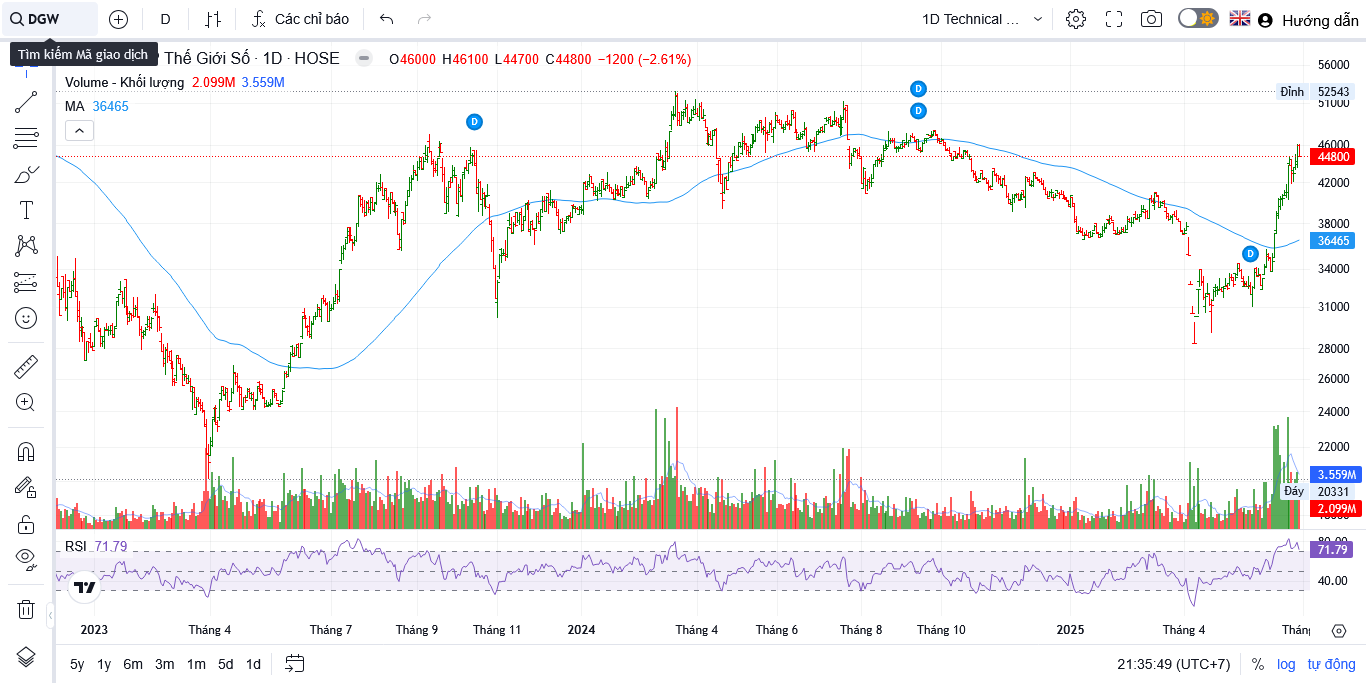 DGW
D
Các chỉ báo
1D Technical ...
Hướng dẫn
Tìm kiếm Mã giao dịch
Thế Giới Số · 1D · HOSE
O46000 H46100 L44700 C44800 −1200 (−2.61%)
Volume - Khối lượng 2.099M 3.559M
MA 36465
D
D
D
D
56000
Đỉnh 52543
51000
46000
44800
42000
38000
36465
34000
31000
28000
26000
24000
22000
3.559M
Đáy 20331
2.099M
RSI 71.79
80.00
71.79
40.00
2023
Tháng 4
Tháng 7
Tháng 9
Tháng 11
2024
Tháng 4
Tháng 6
Tháng 8
Tháng 10
2025
Tháng 4
Thán
5y 1y 6m 3m 1m 5d 1d
21:35:49 (UTC+7)
% log tự động